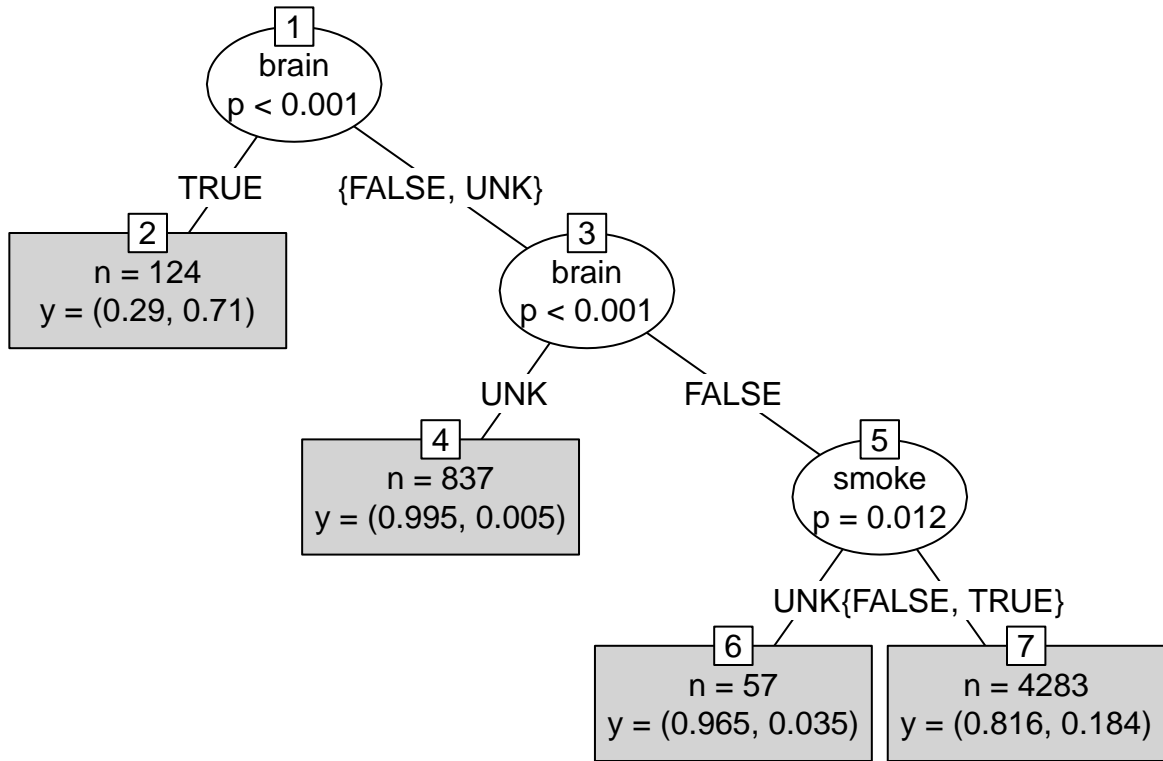 1
brain
p < 0.001
TRUE
{FALSE, UNK}
2
n = 124
y = (0.29, 0.71)
3
brain
p < 0.001
UNK
FALSE
4
n = 837
y = (0.995, 0.005)
5
smoke
p = 0.012
UNK
{FALSE, TRUE}
6
n = 57
y = (0.965, 0.035)
7
n = 4283
y = (0.816, 0.184)